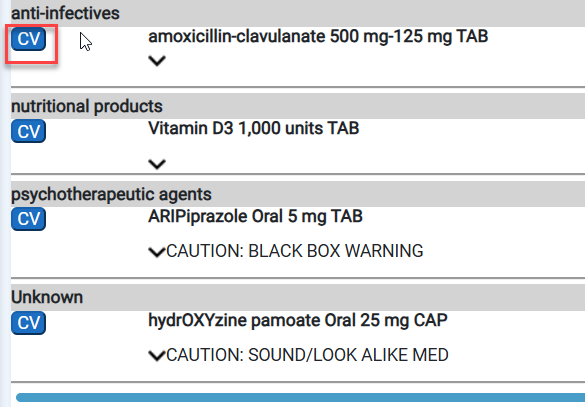 anti-infectives
CV amoxicillin-clavulanate 500 mg-125 mg TAB
nutritional products
CV Vitamin D3 1,000 units TAB
psychotherapeutic agents
CV ARIPiprazole Oral 5 mg TAB
CAUTION: BLACK BOX WARNING
Unknown
CV hydrOXYzine pamoate Oral 25 mg CAP
CAUTION: SOUND/LOOK ALIKE MED